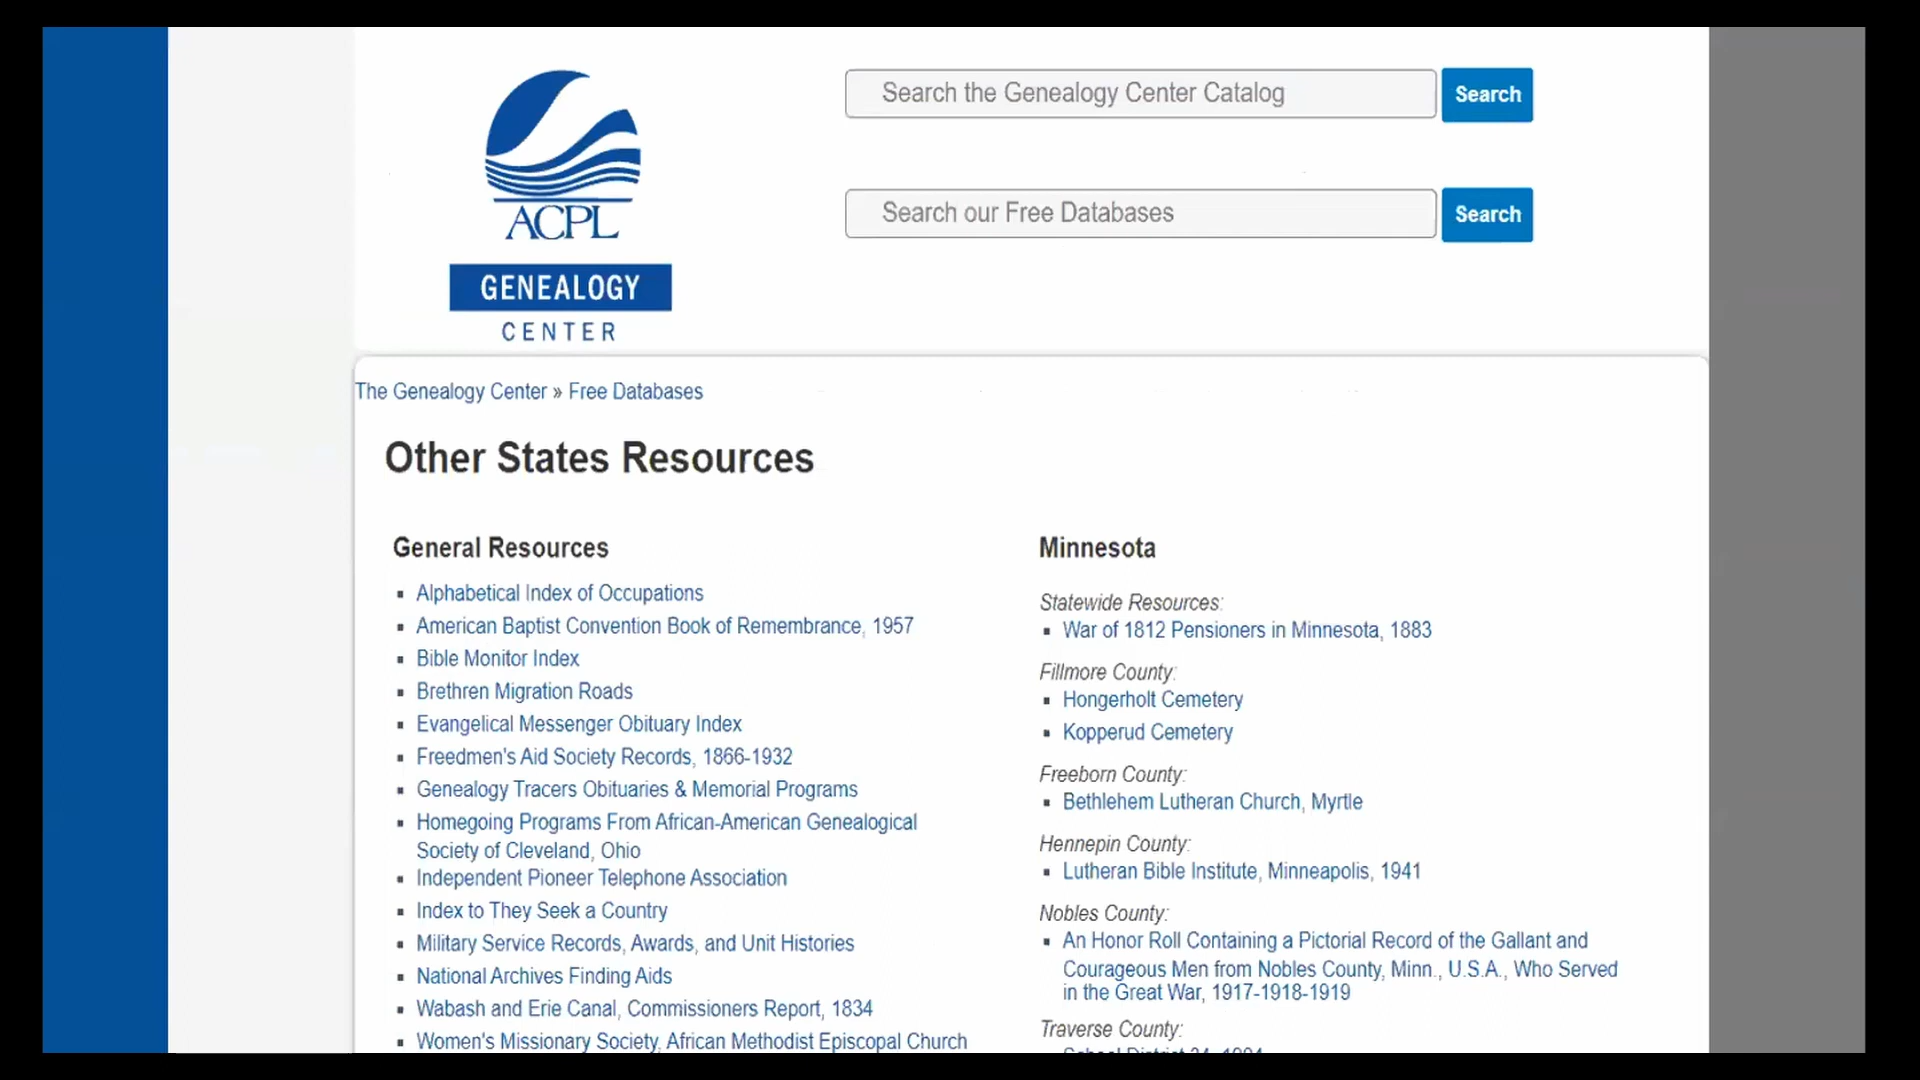 ACPL
GENEALOGY
CENTER
Search the Genealogy Center Catalog
Search
Search our Free Databases
Search
The Genealogy Center » Free Databases
Other States Resources
General Resources
Alphabetical Index of Occupations
American Baptist Convention Book of Remembrance, 1957
Bible Monitor Index
Brethren Migration Roads
Evangelical Messenger Obituary Index
Freedmen's Aid Society Records, 1866-1932
Genealogy Tracers Obituaries & Memorial Programs
Homegoing Programs From African-American Genealogical
Society of Cleveland, Ohio
Independent Pioneer Telephone Association
Index to They Seek a Country
Military Service Records, Awards, and Unit Histories
National Archives Finding Aids
Wabash and Erie Canal, Commissioners Report, 1834
Women's Missionary Society, African Methodist Episcopal Church
Minnesota
Statewide Resources:
War of 1812 Pensioners in Minnesota, 1883
Fillmore County:
Hongerholt Cemetery
Kopperud Cemetery
Freeborn County:
Bethlehem Lutheran Church, Myrtle
Hennepin County:
Lutheran Bible Institute, Minneapolis, 1941
Nobles County:
An Honor Roll Containing a Pictorial Record of the Gallant and
Courageous Men from Nobles County, Minn., U.S.A., Who Served
in the Great War, 1917-1918-1919
Traverse County:
School District